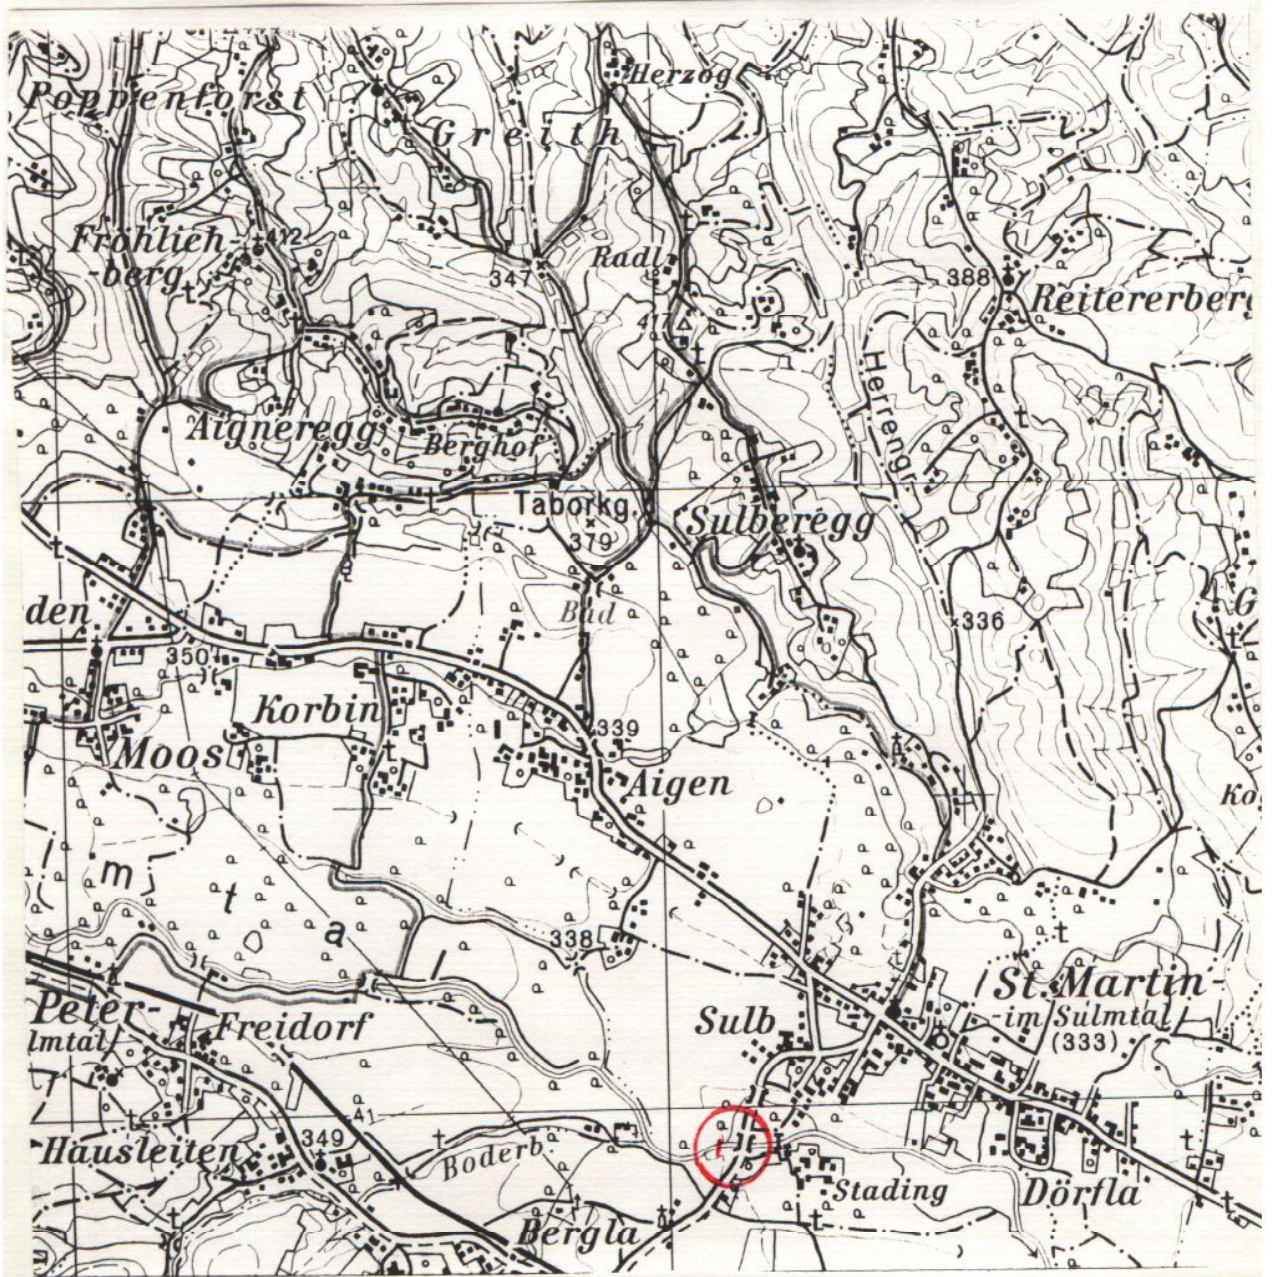 Herzog
Poppenforst
Greith
Fröhlich-
412
berg
Radl
347
388
Reitererberg
417
Herrengr.
Aigneregg
Berghof
Taborkg.
379
Sulberegg
Bad
den
336
G
350
Korbin
339
Moos
Aigen
Ko
m
t
a
338
Peter-
lmtal
Freidorf
Sulb
St. Martin-
-im Sulmtal
(333)
41
Hausleiten
349
Boderb.
Stading
Dörfla
Bergla